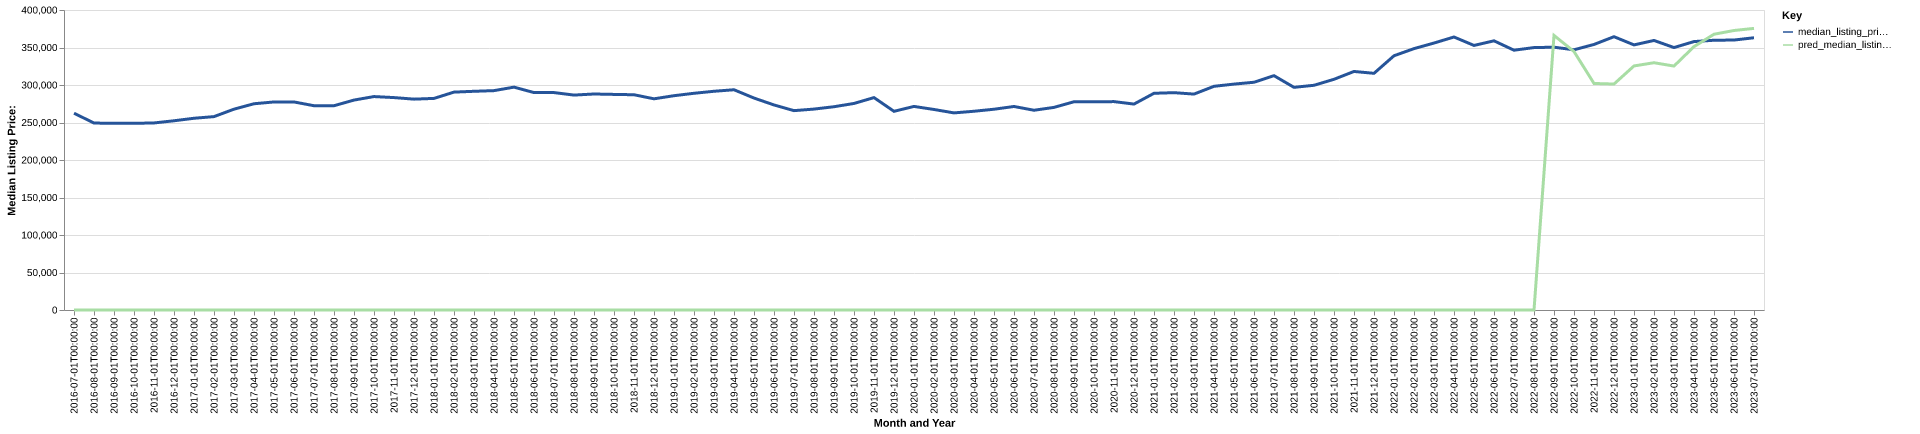 Median Listing Price:
400,000
350,000
300,000
250,000
200,000
150,000
100,000
50,000
0
2016-07-01T00:00:00
2016-08-01T00:00:00
2016-09-01T00:00:00
2016-10-01T00:00:00
2016-11-01T00:00:00
2016-12-01T00:00:00
2017-01-01T00:00:00
2017-02-01T00:00:00
2017-03-01T00:00:00
2017-04-01T00:00:00
2017-05-01T00:00:00
2017-06-01T00:00:00
2017-07-01T00:00:00
2017-08-01T00:00:00
2017-09-01T00:00:00
2017-10-01T00:00:00
2017-11-01T00:00:00
2017-12-01T00:00:00
2018-01-01T00:00:00
2018-02-01T00:00:00
2018-03-01T00:00:00
2018-04-01T00:00:00
2018-05-01T00:00:00
2018-06-01T00:00:00
2018-07-01T00:00:00
2018-08-01T00:00:00
2018-09-01T00:00:00
2018-10-01T00:00:00
2018-11-01T00:00:00
2018-12-01T00:00:00
2019-01-01T00:00:00
2019-02-01T00:00:00
2019-03-01T00:00:00
2019-04-01T00:00:00
2019-05-01T00:00:00
2019-06-01T00:00:00
2019-07-01T00:00:00
2019-08-01T00:00:00
2019-09-01T00:00:00
2019-10-01T00:00:00
2019-11-01T00:00:00
2019-12-01T00:00:00
2020-01-01T00:00:00
2020-02-01T00:00:00
2020-03-01T00:00:00
2020-04-01T00:00:00
2020-05-01T00:00:00
2020-06-01T00:00:00
2020-07-01T00:00:00
2020-08-01T00:00:00
2020-09-01T00:00:00
2020-10-01T00:00:00
2020-11-01T00:00:00
2020-12-01T00:00:00
2021-01-01T00:00:00
2021-02-01T00:00:00
2021-03-01T00:00:00
2021-04-01T00:00:00
2021-05-01T00:00:00
2021-06-01T00:00:00
2021-07-01T00:00:00
2021-08-01T00:00:00
2021-09-01T00:00:00
2021-10-01T00:00:00
2021-11-01T00:00:00
2021-12-01T00:00:00
2022-01-01T00:00:00
2022-02-01T00:00:00
2022-03-01T00:00:00
2022-04-01T00:00:00
2022-05-01T00:00:00
2022-06-01T00:00:00
2022-07-01T00:00:00
2022-08-01T00:00:00
2022-09-01T00:00:00
2022-10-01T00:00:00
2022-11-01T00:00:00
2022-12-01T00:00:00
2023-01-01T00:00:00
2023-02-01T00:00:00
2023-03-01T00:00:00
2023-04-01T00:00:00
2023-05-01T00:00:00
2023-06-01T00:00:00
2023-07-01T00:00:00
Month and Year
Key
median_listing_pri…
pred_median_listin…